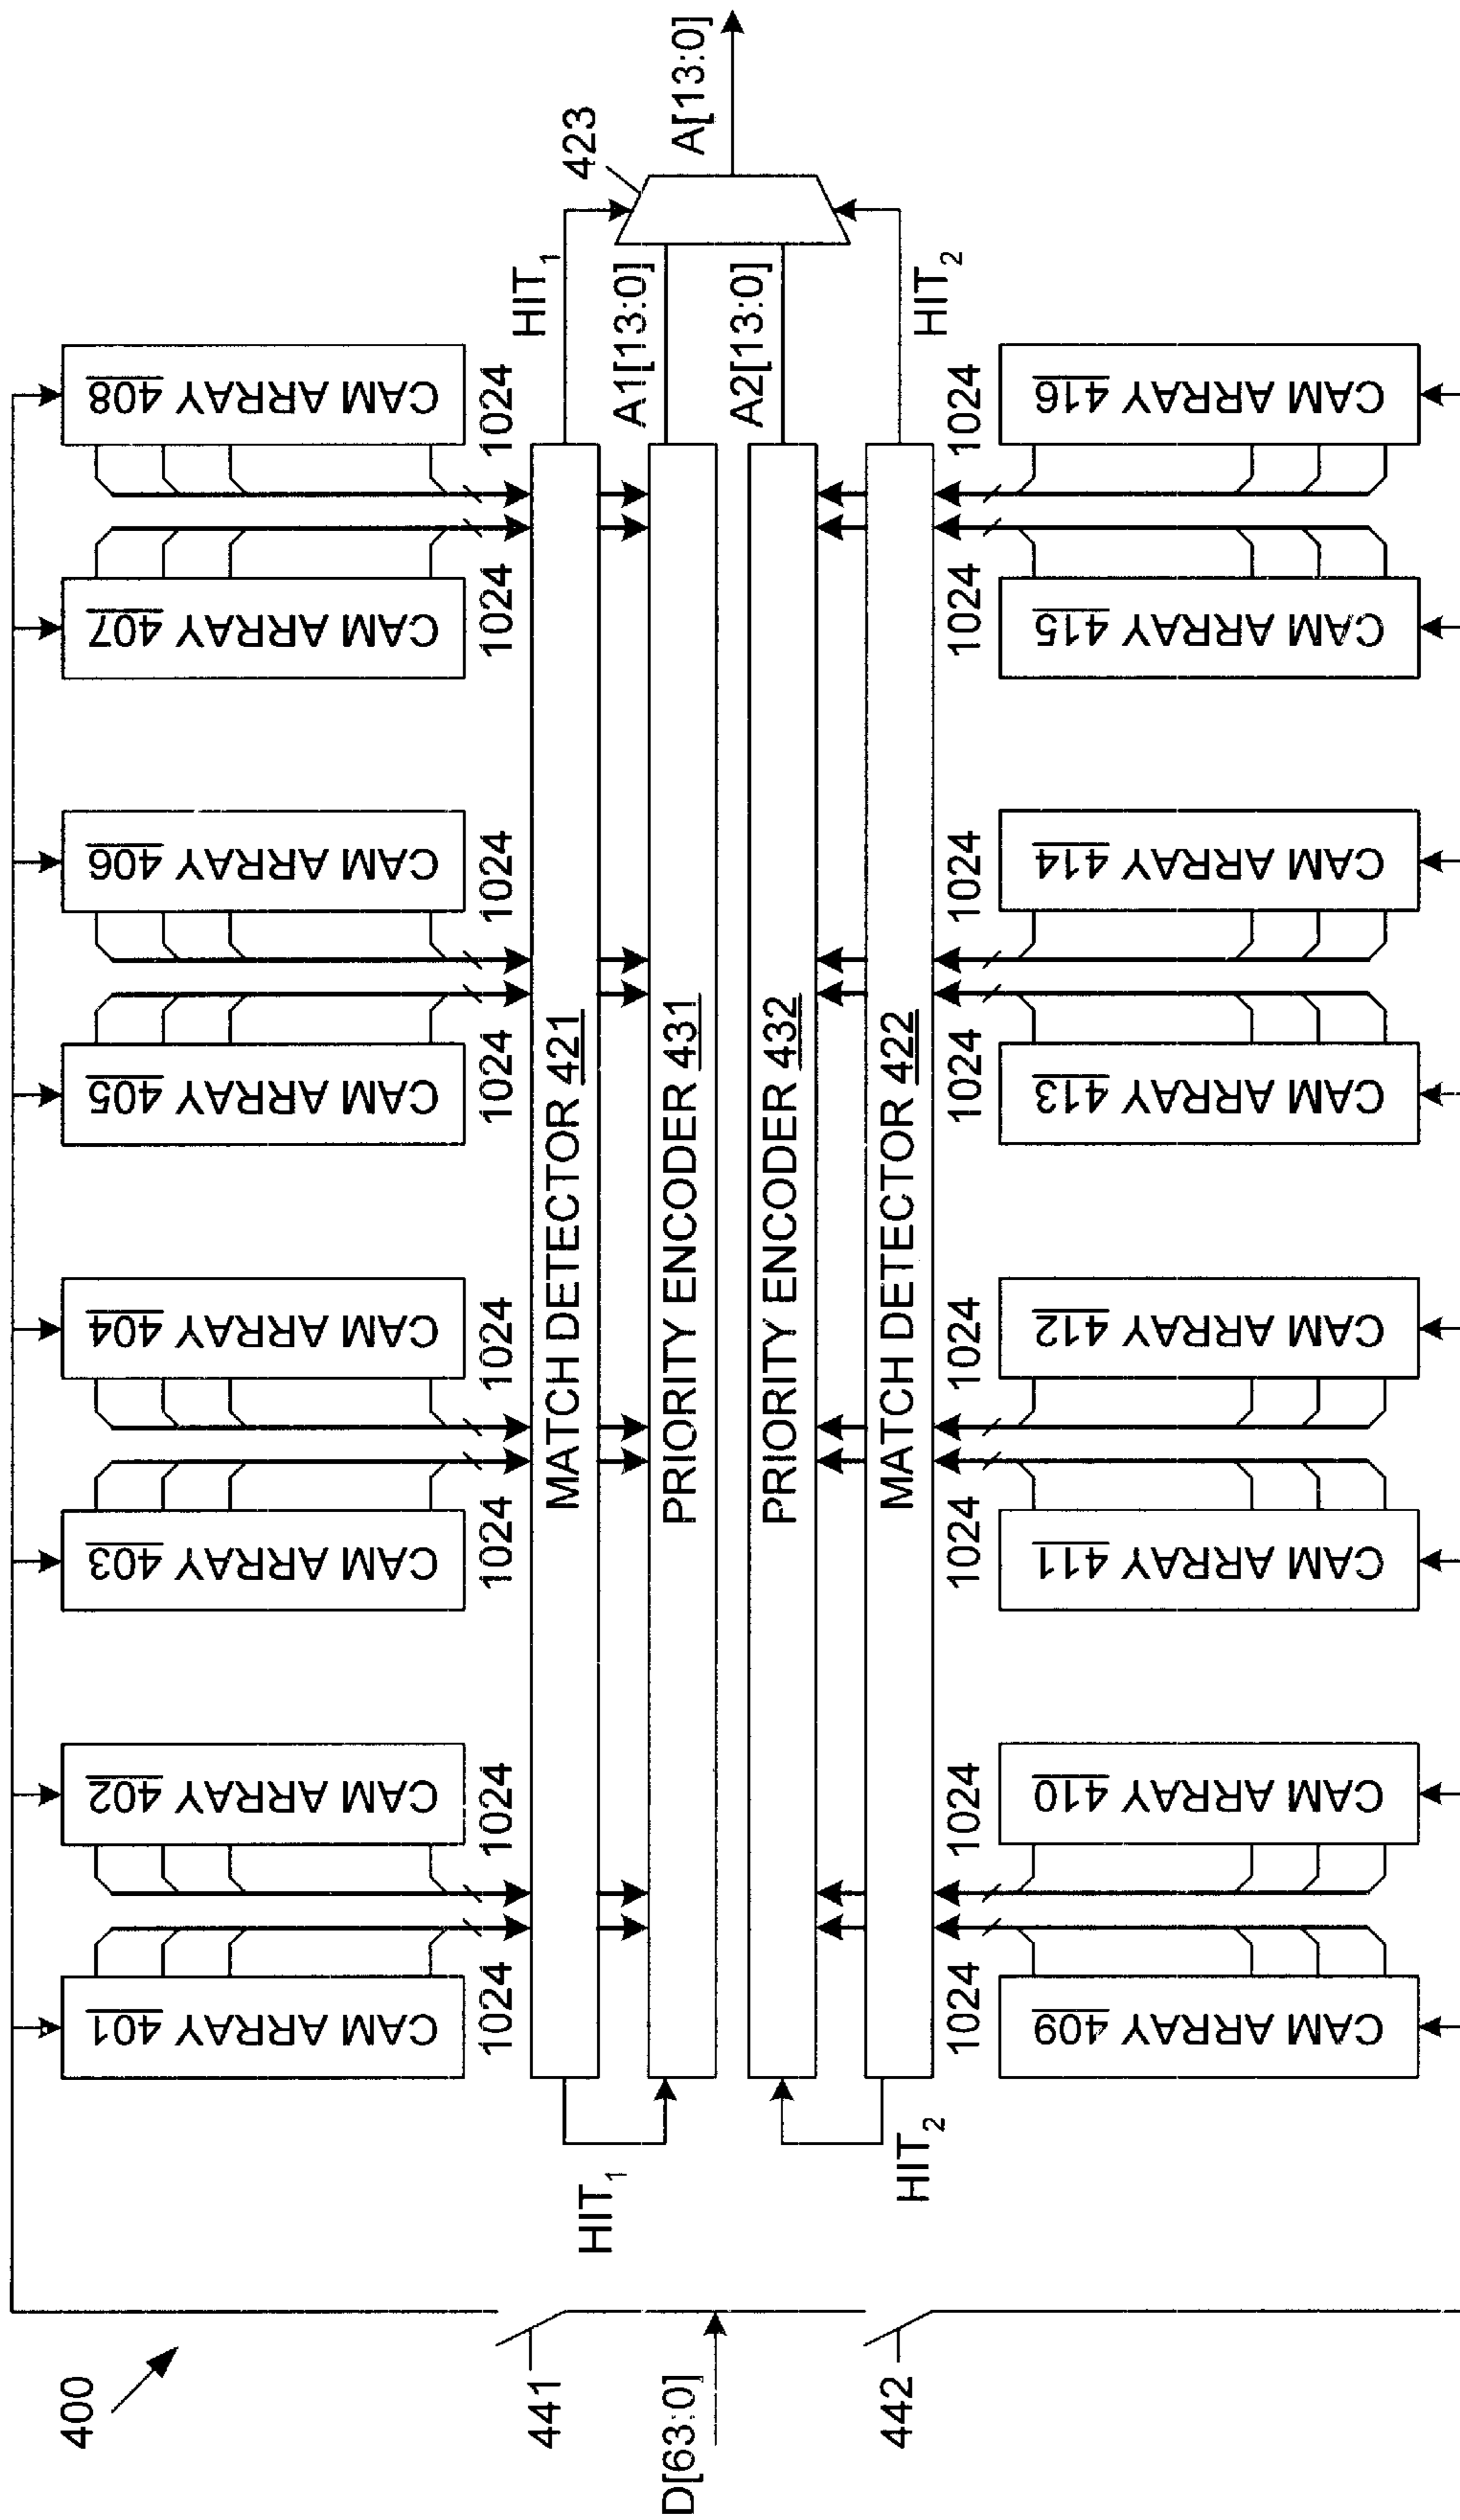 400
441
D[63:0]
442
CAM ARRAY 401
CAM ARRAY 402
CAM ARRAY 403
CAM ARRAY 404
CAM ARRAY 405
CAM ARRAY 406
CAM ARRAY 407
CAM ARRAY 408
1024
1024
1024
1024
1024
1024
1024
1024
HIT1
MATCH DETECTOR 421
HIT1
423
PRIORITY ENCODER 431
A1[13:0]
A[13:0]
PRIORITY ENCODER 432
A2[13:0]
HIT2
MATCH DETECTOR 422
HIT2
1024
1024
1024
1024
1024
1024
1024
1024
CAM ARRAY 409
CAM ARRAY 410
CAM ARRAY 411
CAM ARRAY 412
CAM ARRAY 413
CAM ARRAY 414
CAM ARRAY 415
CAM ARRAY 416